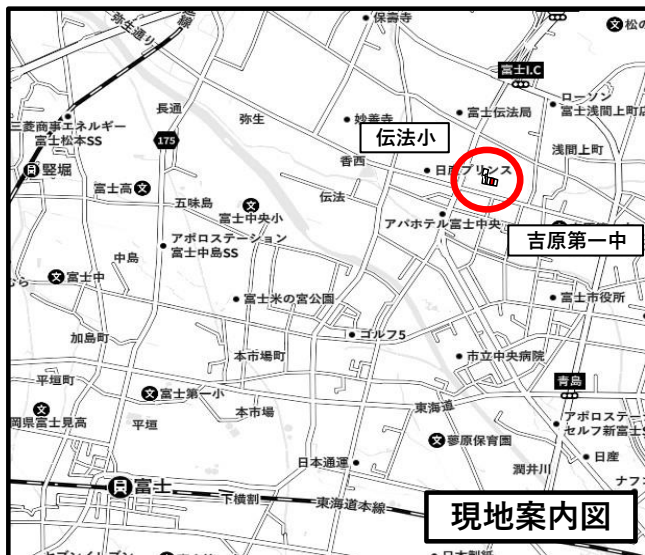 保壽寺
松の
弥生通り
線
富士I.C
ローソン
富士浅間上町店
長通
弥生
妙善寺
富士伝法局
三菱商事エネルギー
富士松本SS
伝法小
浅間上町
175
香西
日産プリンス
竪堀
富士高
五味島
伝法
富士中央小
アパホテル富士中央
吉原第一中
中島
アポロステーション
富士中島SS
むら
富士中
富士米の宮公園
富士市役所
加島町
ゴルフ5
本市場町
市立中央病院
平垣町
富士第一小
青島
岡県富士見高
平垣
本市場
東海道
アポロステー
セルフ新富士S
夢原保育園
日本通運
潤井川
日産
ナフコ
富士
下横割
東海道本線
現地案内図